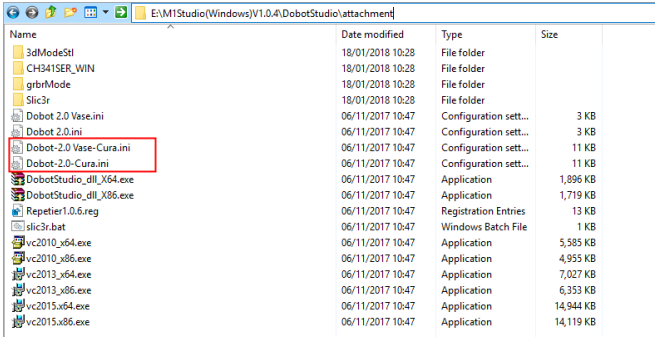 E:\M1Studio(Windows)V1.0.4\DobotStudio\attachment
Name Date modified Type Size
3dModeStl 18/01/2018 10:28 File folder
CH341SER_WIN 18/01/2018 10:28 File folder
grbrMode 18/01/2018 10:28 File folder
Slic3r 18/01/2018 10:28 File folder
Dobot 2.0 Vase.ini 06/11/2017 10:47 Configuration sett... 3 KB
Dobot 2.0.ini 06/11/2017 10:47 Configuration sett... 3 KB
Dobot-2.0 Vase-Cura.ini 06/11/2017 10:47 Configuration sett... 11 KB
Dobot-2.0-Cura.ini 06/11/2017 10:47 Configuration sett... 11 KB
DobotStudio_dll_X64.exe 06/11/2017 10:47 Application 1,896 KB
DobotStudio_dll_X86.exe 06/11/2017 10:47 Application 1,719 KB
Repetier1.0.6.reg 06/11/2017 10:47 Registration Entries 13 KB
slic3r.bat 06/11/2017 10:47 Windows Batch File 1 KB
vc2010_x64.exe 06/11/2017 10:47 Application 5,585 KB
vc2010_x86.exe 06/11/2017 10:47 Application 4,955 KB
vc2013_x64.exe 06/11/2017 10:47 Application 7,027 KB
vc2013_x86.exe 06/11/2017 10:47 Application 6,353 KB
vc2015.x64.exe 06/11/2017 10:47 Application 14,944 KB
vc2015.x86.exe 06/11/2017 10:47 Application 14,119 KB